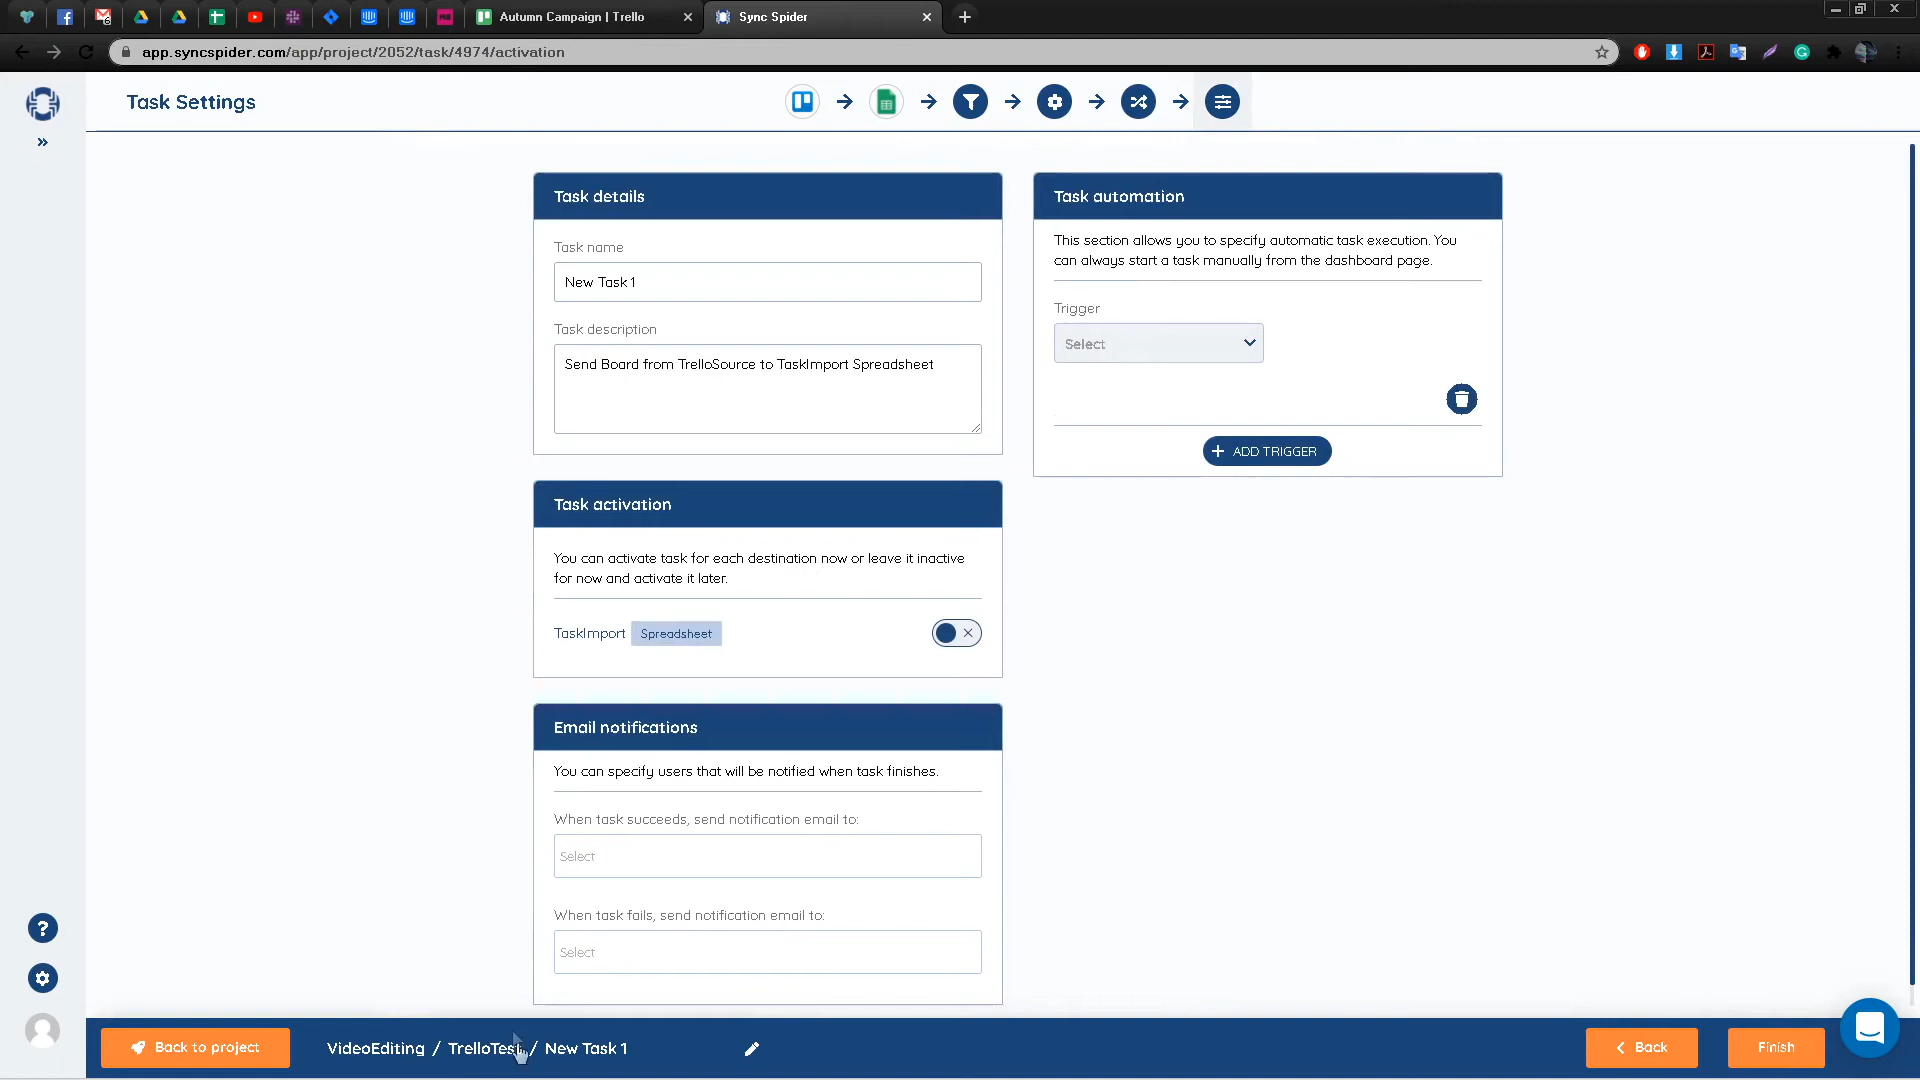 Autumn Campaign | Trello
Sync Spider
app.syncspider.com/app/project/2052/task/4974/activation
Task Settings
Task details
Task name
New Task 1
Task description
Send Board from TrelloSource to TaskImport Spreadsheet
Task automation
This section allows you to specify automatic task execution. You
can always start a task manually from the dashboard page.
Trigger
Select
+ ADD TRIGGER
Task activation
You can activate task for each destination now or leave it inactive
for now and activate it later.
TaskImport Spreadsheet
Email notifications
You can specify users that will be notified when task finishes.
When task succeeds, send notification email to:
Select
When task fails, send notification email to:
Select
?
Back to project
VideoEditing / TrelloTest / New Task 1
Back
Finish